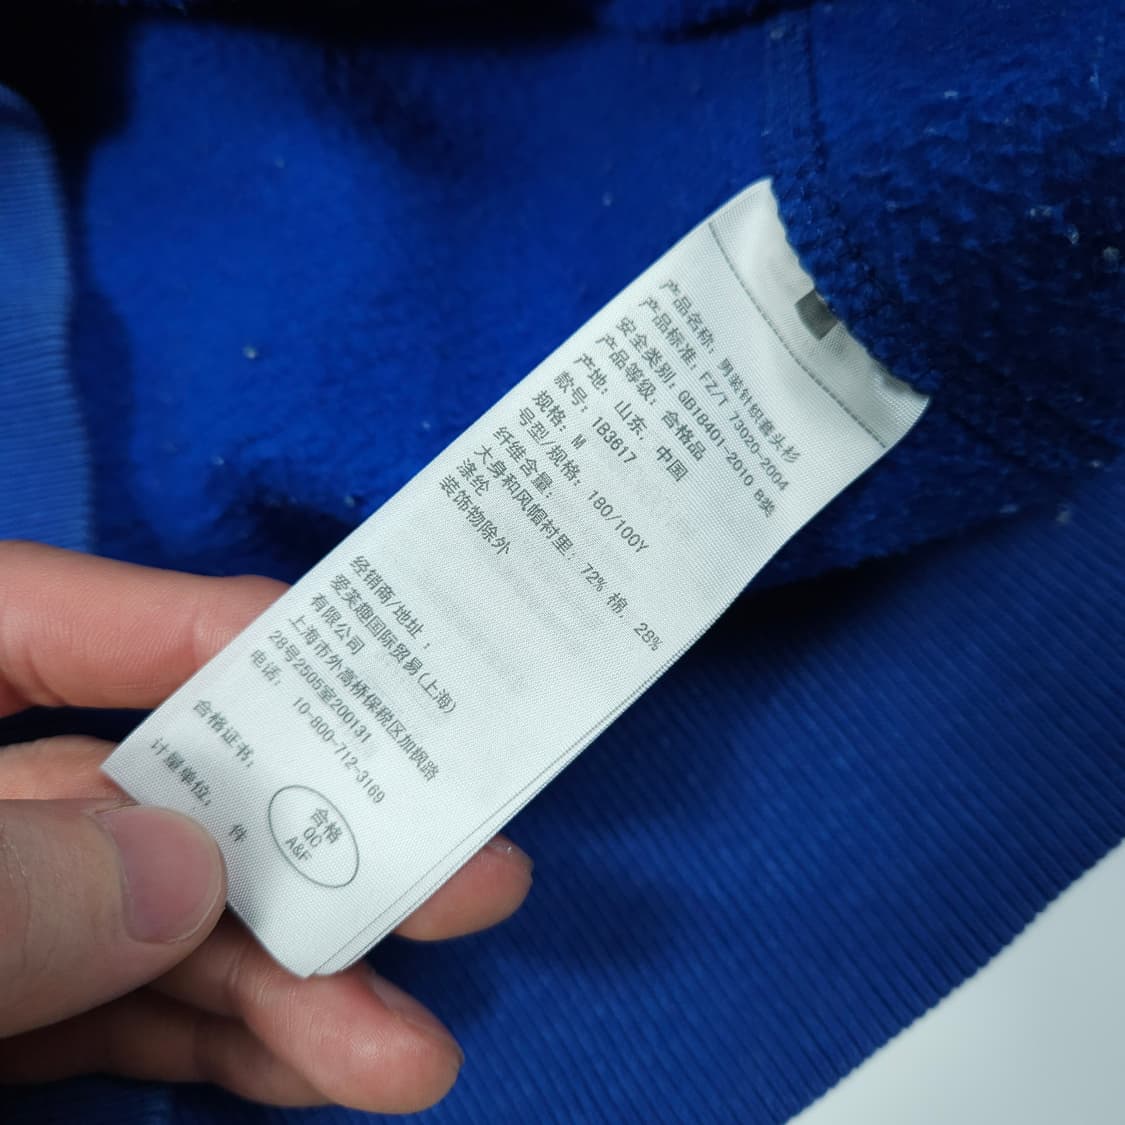 产品名称：男装针织套头衫
产品标准：FZ/T 73020-2004
安全类别：GB18401-2010 B类
产品等级：合格品
产地：山东，中国
款号：1B3617
规格：M
号型/规格：180/100Y
纤维含量：
大身和风帽衬里：72% 棉，28%
涤纶
装饰物除外
经销商/地址：
爱芙趣国际贸易(上海)
有限公司
上海市外高桥保税区加枫路
28号2505室200131
电话： 10-800-712-3169
合格证书：
合格
QC
A&F
计量单位： 件